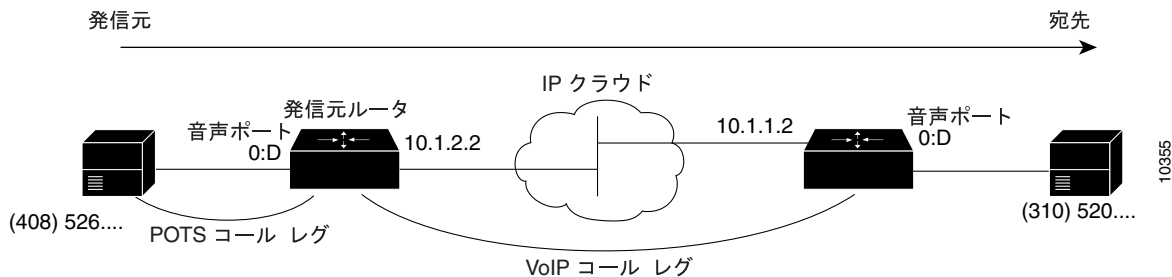 発信元
宛先
IP クラウド
発信元ルータ
音声ポート
0:D
10.1.2.2
10.1.1.2
音声ポート
0:D
(408) 526....
(310) 520....
POTS コール レグ
VoIP コール レグ
10355